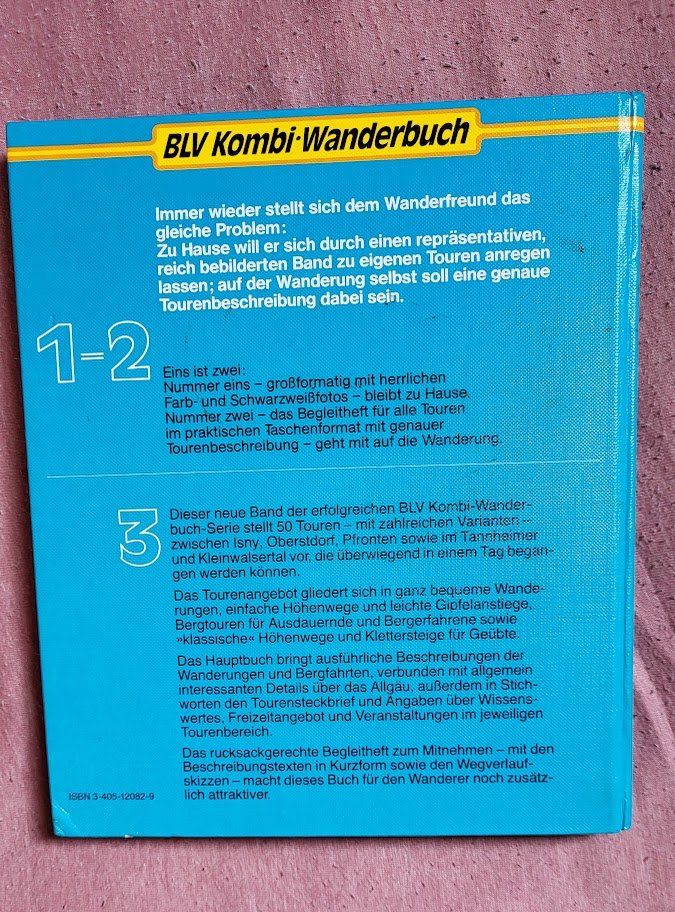 BLV Kombi-Wanderbuch
Immer wieder stellt sich dem Wanderfreund das
gleiche Problem:
Zu Hause will er sich durch einen repräsentativen,
reich bebilderten Band zu eigenen Touren anregen
lassen; auf der Wanderung selbst soll eine genaue
Tourenbeschreibung dabei sein.
1=2
Eins ist zwei:
Nummer eins – großformatig mit herrlichen
Farb- und Schwarzweißfotos – bleibt zu Hause.
Nummer zwei – das Begleitheft für alle Touren
im praktischen Taschenformat mit genauer
Tourenbeschreibung – geht mit auf die Wanderung.
3
Dieser neue Band der erfolgreichen BLV Kombi-Wander-
buch-Serie stellt 50 Touren – mit zahlreichen Varianten –
zwischen Isny, Oberstdorf, Pfronten sowie im Tannheimer
und Kleinwalsertal vor, die überwiegend in einem Tag began-
gen werden können.
Das Tourenangebot gliedert sich in ganz bequeme Wande-
rungen, einfache Höhenwege und leichte Gipfelanstiege,
Bergtouren für Ausdauernde und Bergerfahrene sowie
»klassische« Höhenwege und Klettersteige für Geübte.
Das Hauptbuch bringt ausführliche Beschreibungen der
Wanderungen und Bergfahrten, verbunden mit allgemein
interessanten Details über das Allgäu, außerdem in Stich-
worten den Tourensteckbrief und Angaben über Wissens-
wertes, Freizeitangebot und Veranstaltungen im jeweiligen
Tourenbereich.
Das rucksackgerechte Begleitheft zum Mitnehmen – mit den
Beschreibungstexten in Kurzform sowie den Wegverlauf-
skizzen – macht dieses Buch für den Wanderer noch zusätz-
lich attraktiver.
ISBN 3-405-12082-9